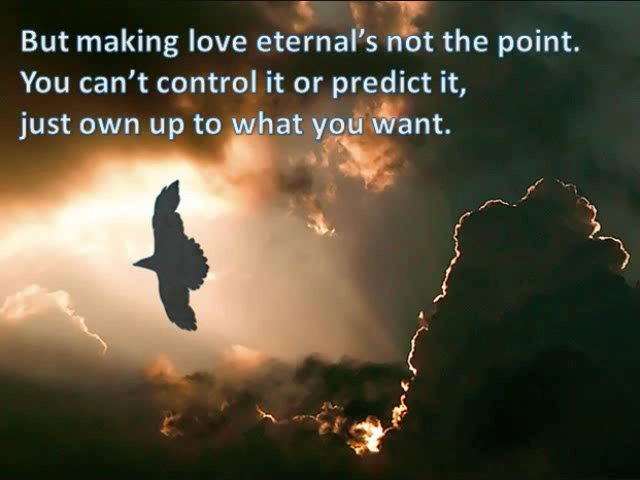 But making love eternal’s not the point.
You can’t control it or predict it,
just own up to what you want.